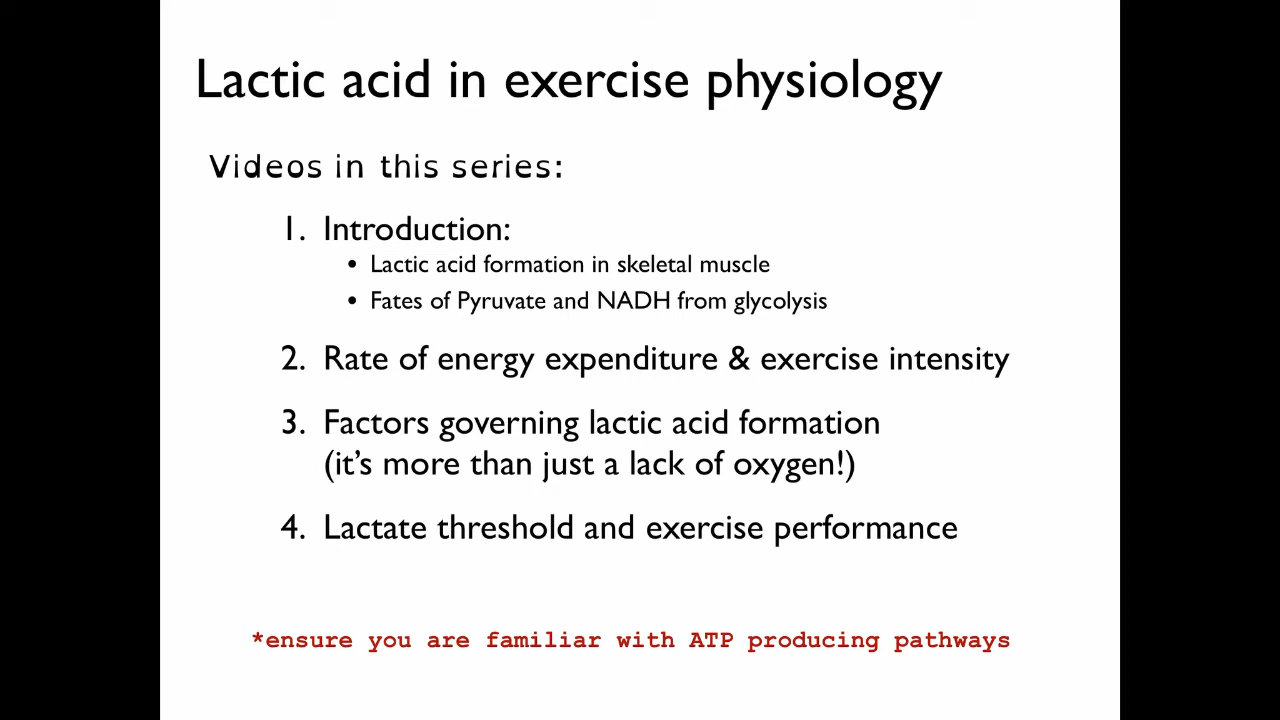 Lactic acid in exercise physiology
Videos in this series:
1. Introduction:
• Lactic acid formation in skeletal muscle
• Fates of Pyruvate and NADH from glycolysis
2. Rate of energy expenditure & exercise intensity
3. Factors governing lactic acid formation
(it’s more than just a lack of oxygen!)
4. Lactate threshold and exercise performance
*ensure you are familiar with ATP producing pathways